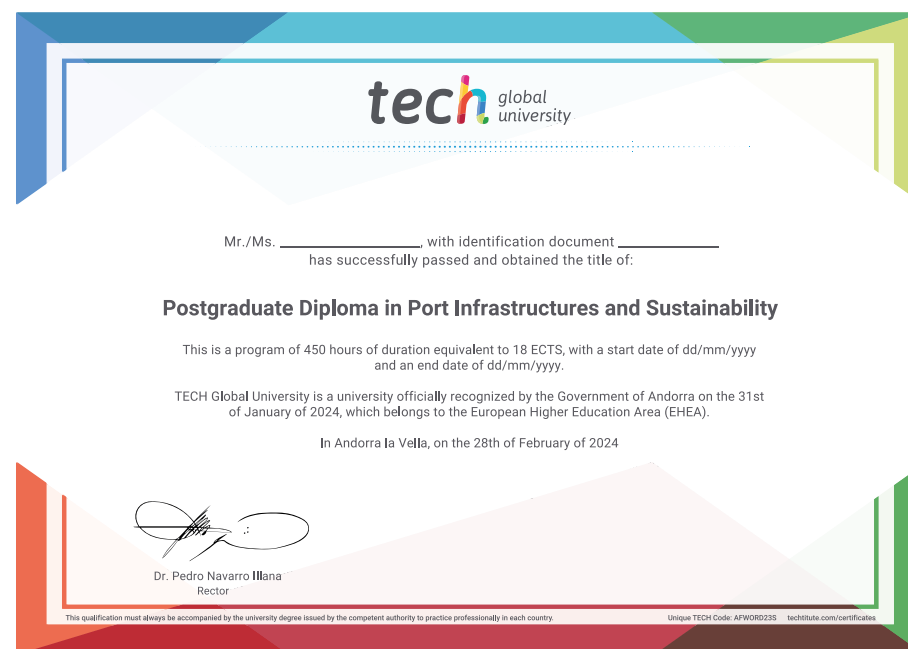 tech global university
Mr./Ms. ____________________, with identification document ______________
has successfully passed and obtained the title of:
Postgraduate Diploma in Port Infrastructures and Sustainability
This is a program of 450 hours of duration equivalent to 18 ECTS, with a start date of dd/mm/yyyy
and an end date of dd/mm/yyyy.
TECH Global University is a university officially recognized by the Government of Andorra on the 31st
of January of 2024, which belongs to the European Higher Education Area (EHEA).
In Andorra la Vella, on the 28th of February of 2024
Dr. Pedro Navarro Illana
Rector
This qualification must always be accompanied by the university degree issued by the competent authority to practice professionally in each country. Unique TECH Code: AFWORD23S techtitute.com/certificates